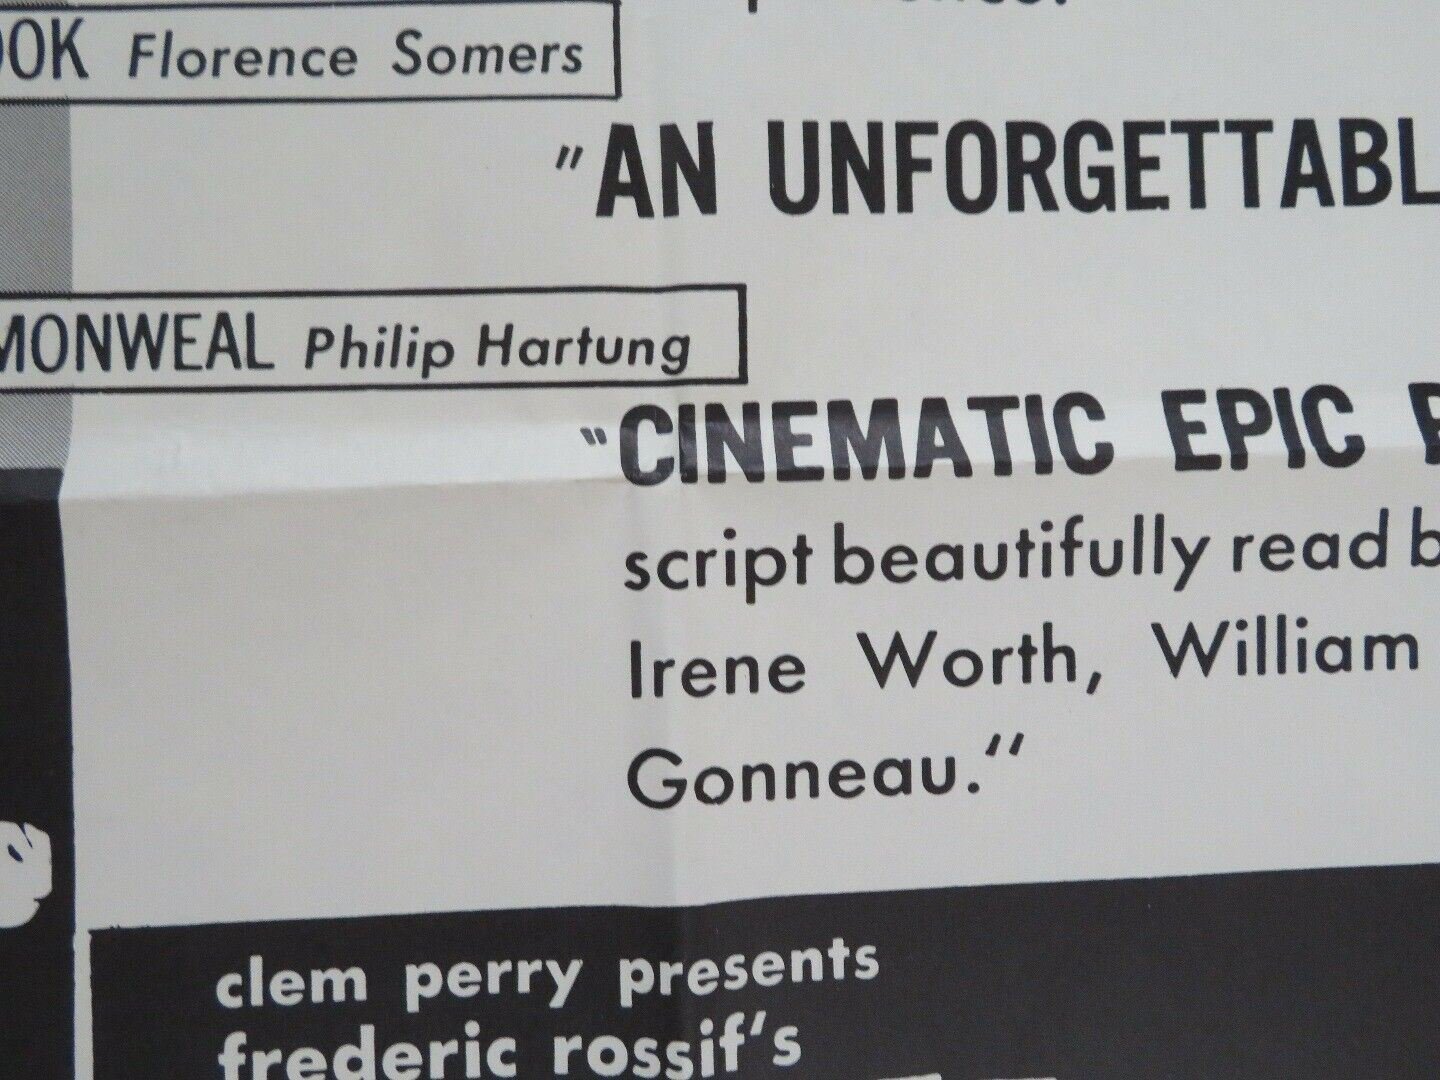 OOK Florence Somers
"AN UNFORGETTABL
MONWEAL Philip Hartung
"CINEMATIC EPIC
script beautifully read b
Irene Worth, William
Gonneau."
clem perry presents
frederic rossif's